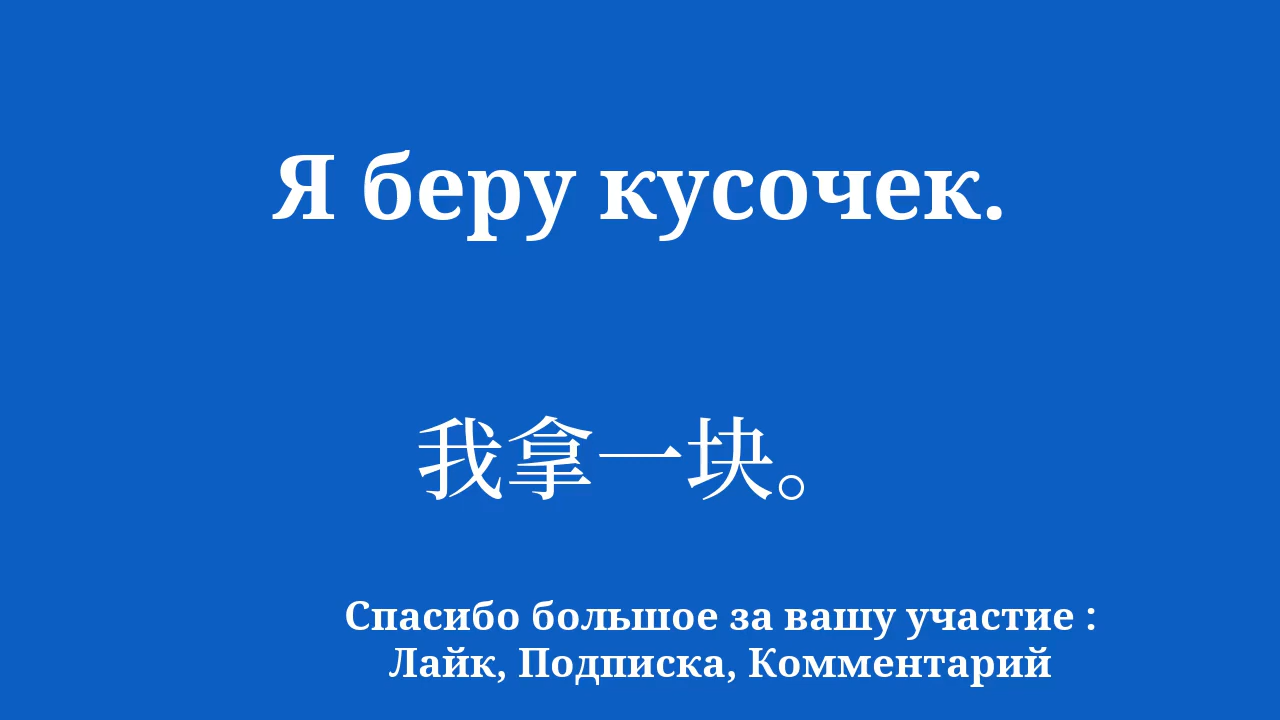 Я беру кусочек.
我拿一块。
Спасибо большое за вашу участие :
Лайк, Подписка, Комментарий